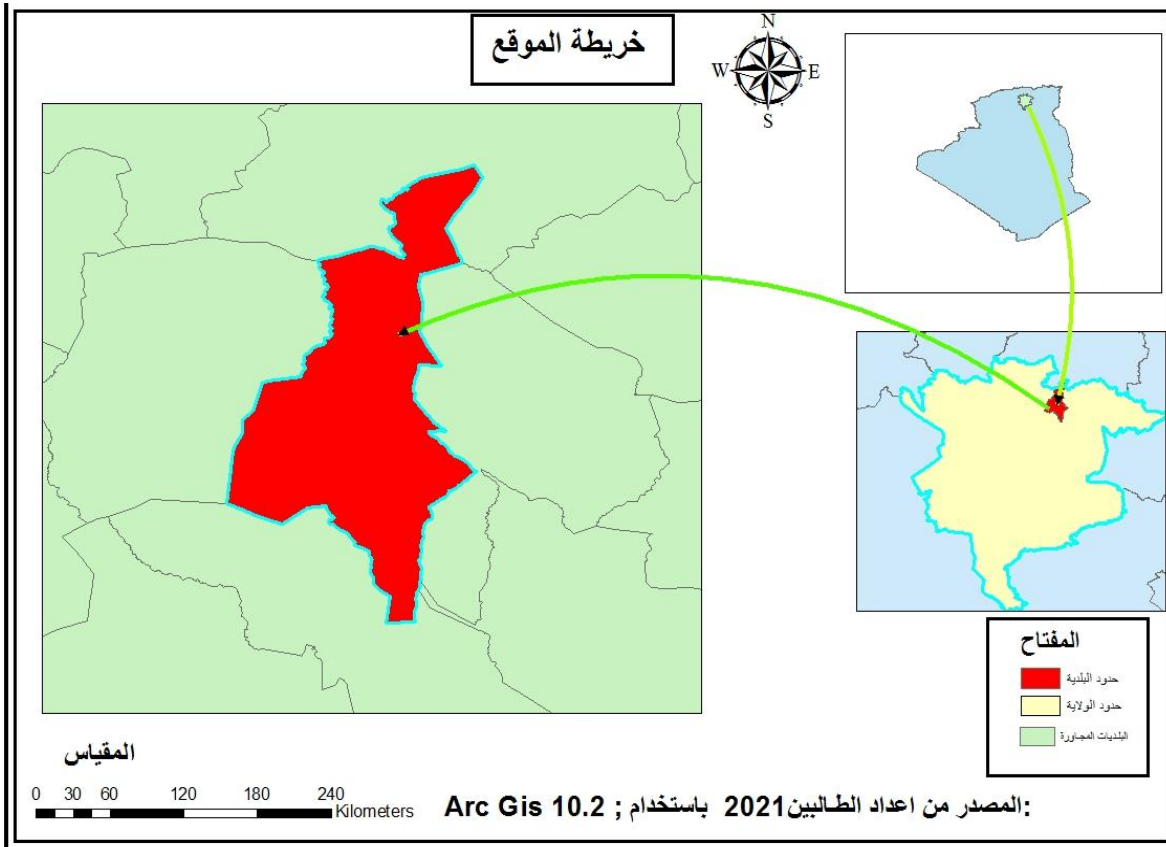 خريطة الموقع
N
W E
S
المفتاح
حدود البلدية
حدود الولاية
البلديات المجاورة
المقياس
0 30 60 120 180 240
Kilometers
المصدر من اعداد الطالبين2021 باستخدام ; Arc Gis 10.2: